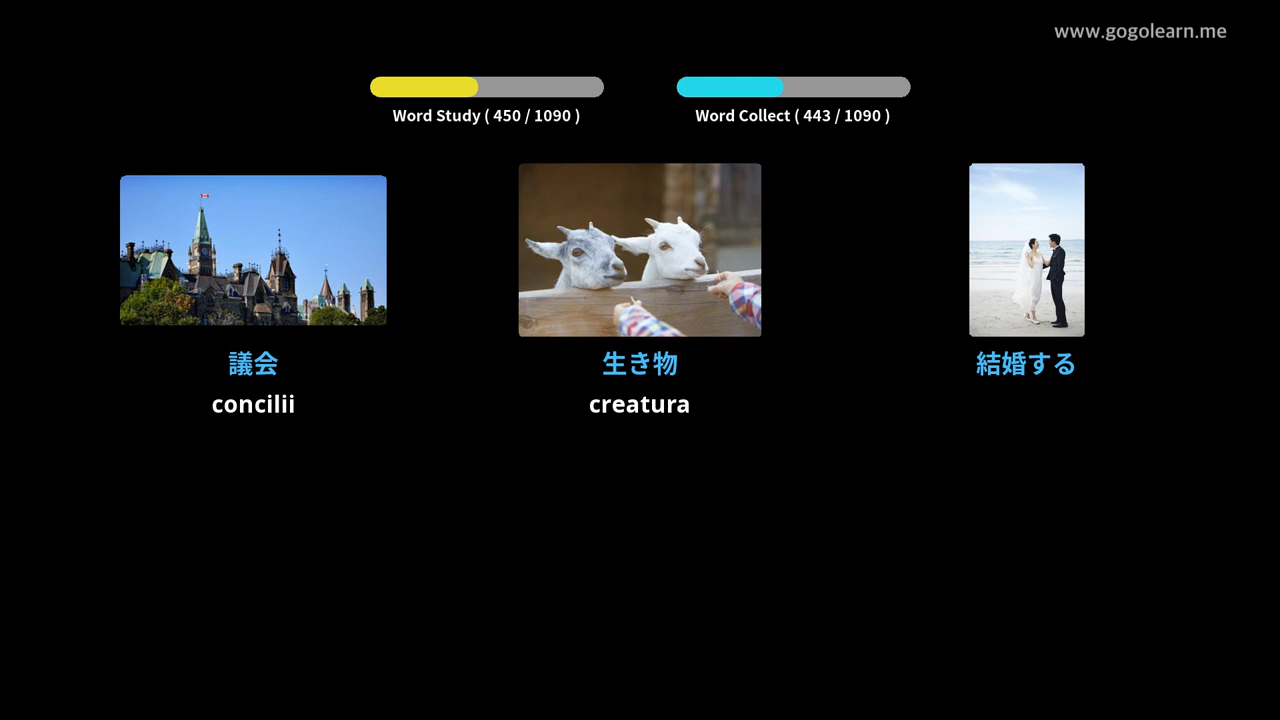 www.gogolearn.me
Word Study ( 450 / 1090 )
Word Collect ( 443 / 1090 )
議会
生き物
結婚する
concilii
creatura